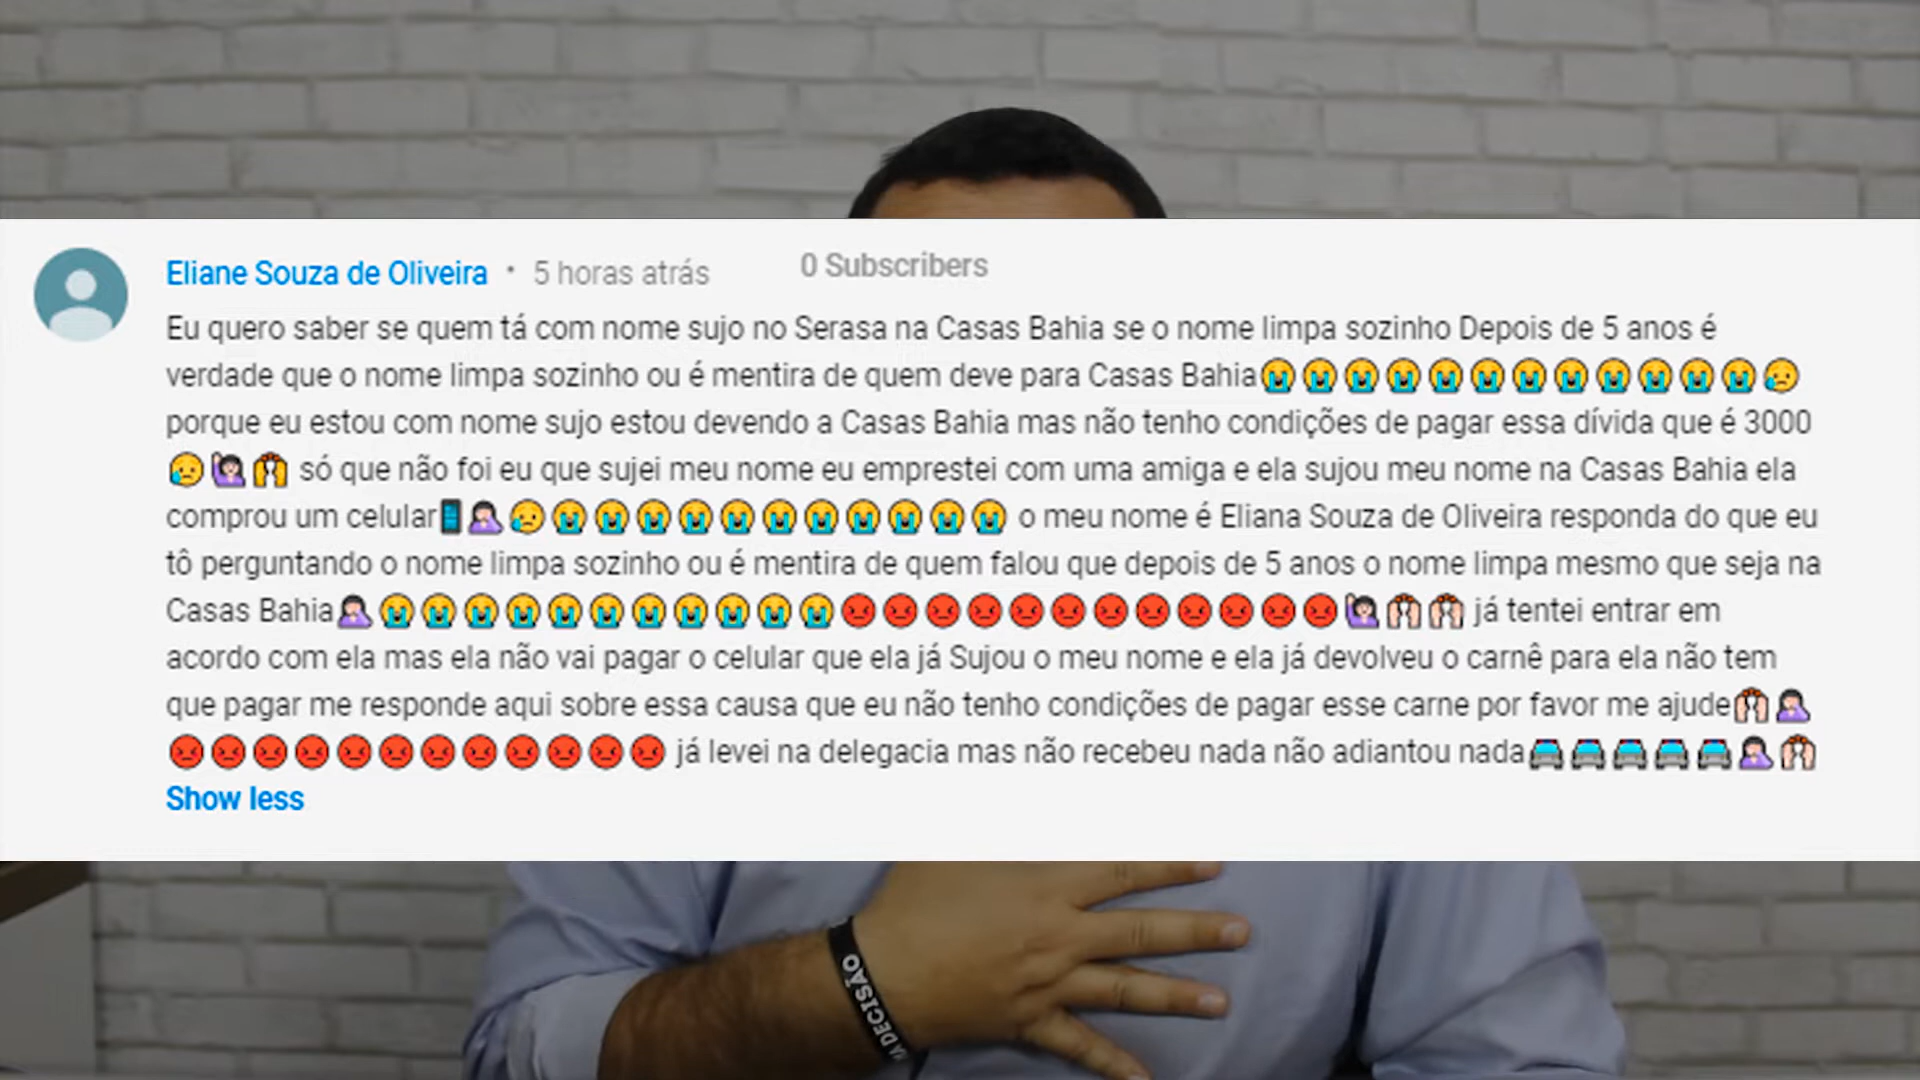 Eliane Souza de Oliveira • 5 horas atrás 0 Subscribers
Eu quero saber se quem tá com nome sujo no Serasa na Casas Bahia se o nome limpa sozinho Depois de 5 anos é
verdade que o nome limpa sozinho ou é mentira de quem deve para Casas Bahia😭😭😭😭😭😭😭😭😭😭😭😭😥
porque eu estou com nome sujo estou devendo a Casas Bahia mas não tenho condições de pagar essa dívida que é 3000
😥🙋🏻‍♀️🙌 só que não foi eu que sujei meu nome eu emprestei com uma amiga e ela sujou meu nome na Casas Bahia ela
comprou um celular📱🤦🏻‍♀️😥😭😭😭😭😭😭😭😭😭😭😭 o meu nome é Eliana Souza de Oliveira responda do que eu
tô perguntando o nome limpa sozinho ou é mentira de quem falou que depois de 5 anos o nome limpa mesmo que seja na
Casas Bahia🤦🏻‍♀️😭😭😭😭😭😭😭😭😭😭😭😡😡😡😡😡😡😡😡😡😡😡😡🙋🏻‍♀️🙌🏻🙌🏻 já tentei entrar em
acordo com ela mas ela não vai pagar o celular que ela já Sujou o meu nome e ela já devolveu o carnê para ela não tem
que pagar me responde aqui sobre essa causa que eu não tenho condições de pagar esse carne por favor me ajude🙌🏻🤦🏻‍♀️
😡😡😡😡😡😡😡😡😡😡😡😡 já levei na delegacia mas não recebeu nada não adiantou nada🚔🚔🚔🚔🚔🤦🏻‍♀️🙌🏻
Show less
DECISÃO